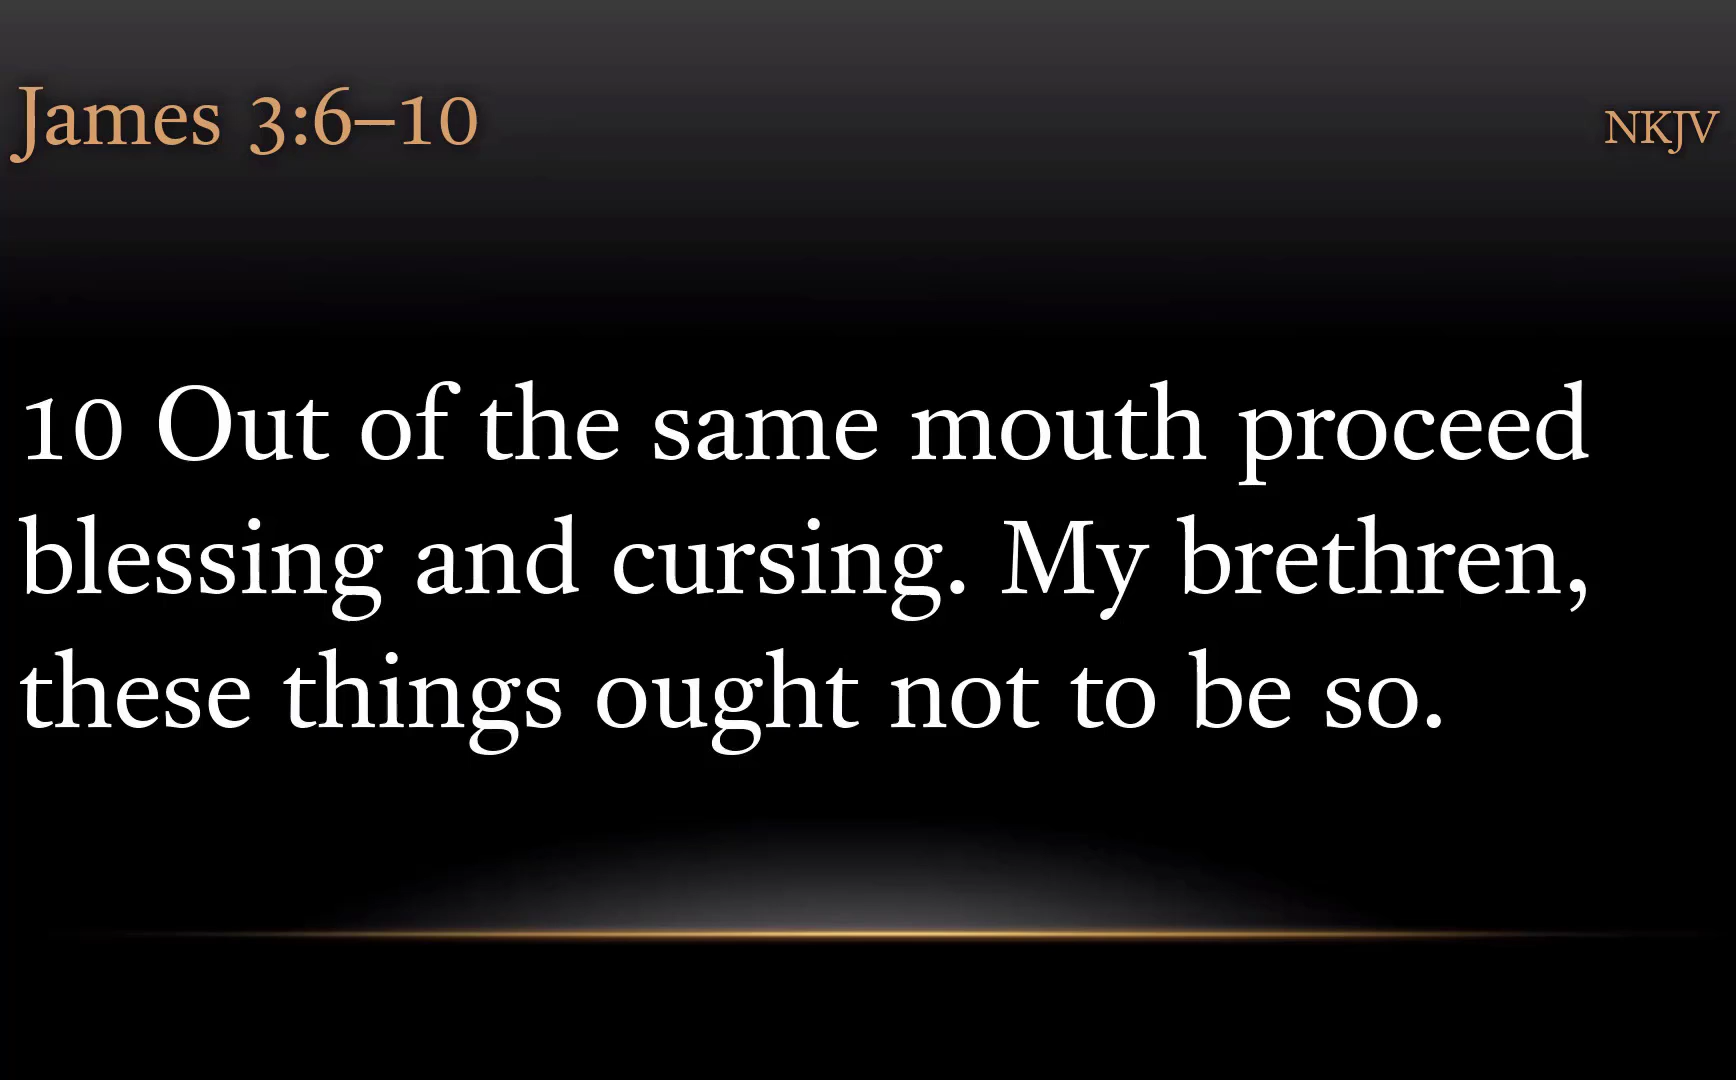 James 3:6–10 NKJV
10 Out of the same mouth proceed
blessing and cursing. My brethren,
these things ought not to be so.